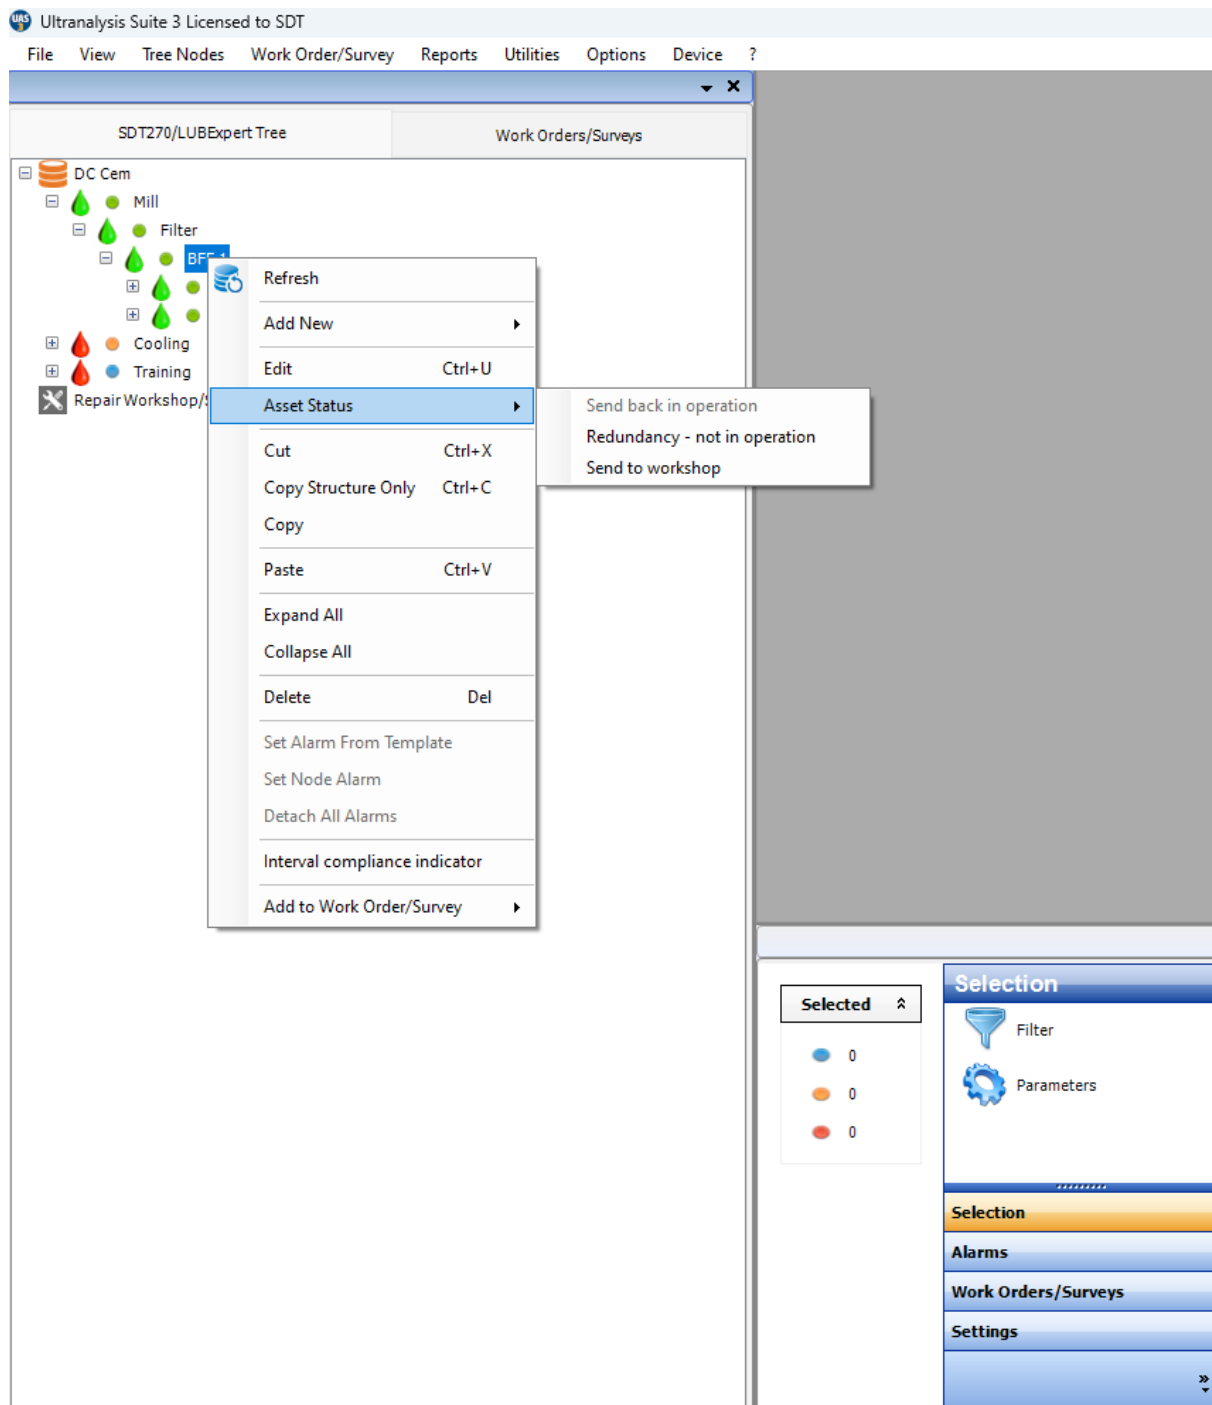 Ultranalysis Suite 3 Licensed to SDT
File View Tree Nodes Work Order/Survey Reports Utilities Options Device ?
SDT270/LUBExpert Tree
Work Orders/Surveys
DC Cem
Mill
Filter
Cooling
Training
Repair Workshop/
Refresh
Add New
Edit Ctrl+U
Asset Status
Cut Ctrl+X
Copy Structure Only Ctrl+C
Copy
Paste Ctrl+V
Expand All
Collapse All
Delete Del
Set Alarm From Template
Set Node Alarm
Detach All Alarms
Interval compliance indicator
Add to Work Order/Survey
Send back in operation
Redundancy - not in operation
Send to workshop
Selected
0
0
0
Selection
Filter
Parameters
Selection
Alarms
Work Orders/Surveys
Settings